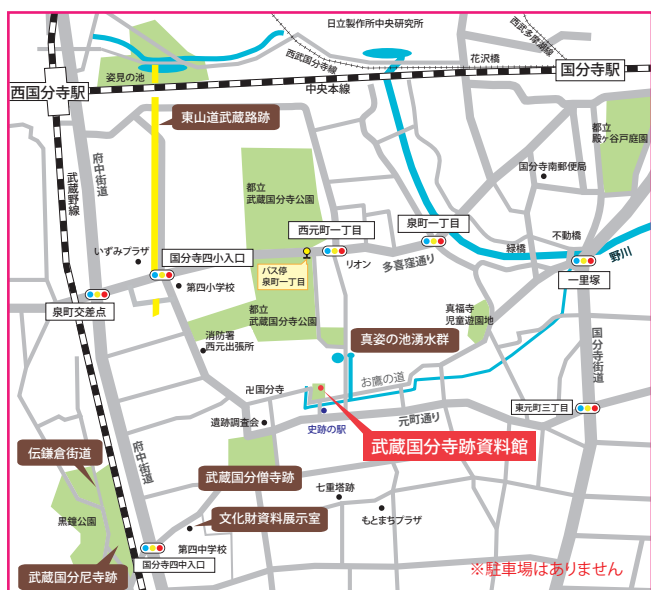 日立製作所中央研究所
西武国分寺線
西武多摩湖線
花沢橋
姿見の池
西国分寺駅
中央本線
国分寺駅
東山道武蔵路跡
都立
殿ヶ谷戸庭園
府中街道
武蔵野線
国分寺街道
国分寺南郵便局
都立
武蔵国分寺公園
西元町一丁目
泉町一丁目
不動橋
いずみプラザ
国分寺四小入口
リオン
多喜窪通り
緑橋
野川
バス停
泉町一丁目
第四小学校
一里塚
泉町交差点
都立
武蔵国分寺公園
真福寺
児童遊園地
消防署
西元出張所
真姿の池湧水群
国分寺街道
卍国分寺
お鷹の道
東元町三丁目
遺跡調査会
史跡の駅
元町通り
武蔵国分寺跡資料館
府中街道
伝鎌倉街道
武蔵国分僧寺跡
七重塔跡
文化財資料展示室
もとまちプラザ
黒鐘公園
第四中学校
国分寺四中入口
武蔵国分尼寺跡
※駐車場はありません